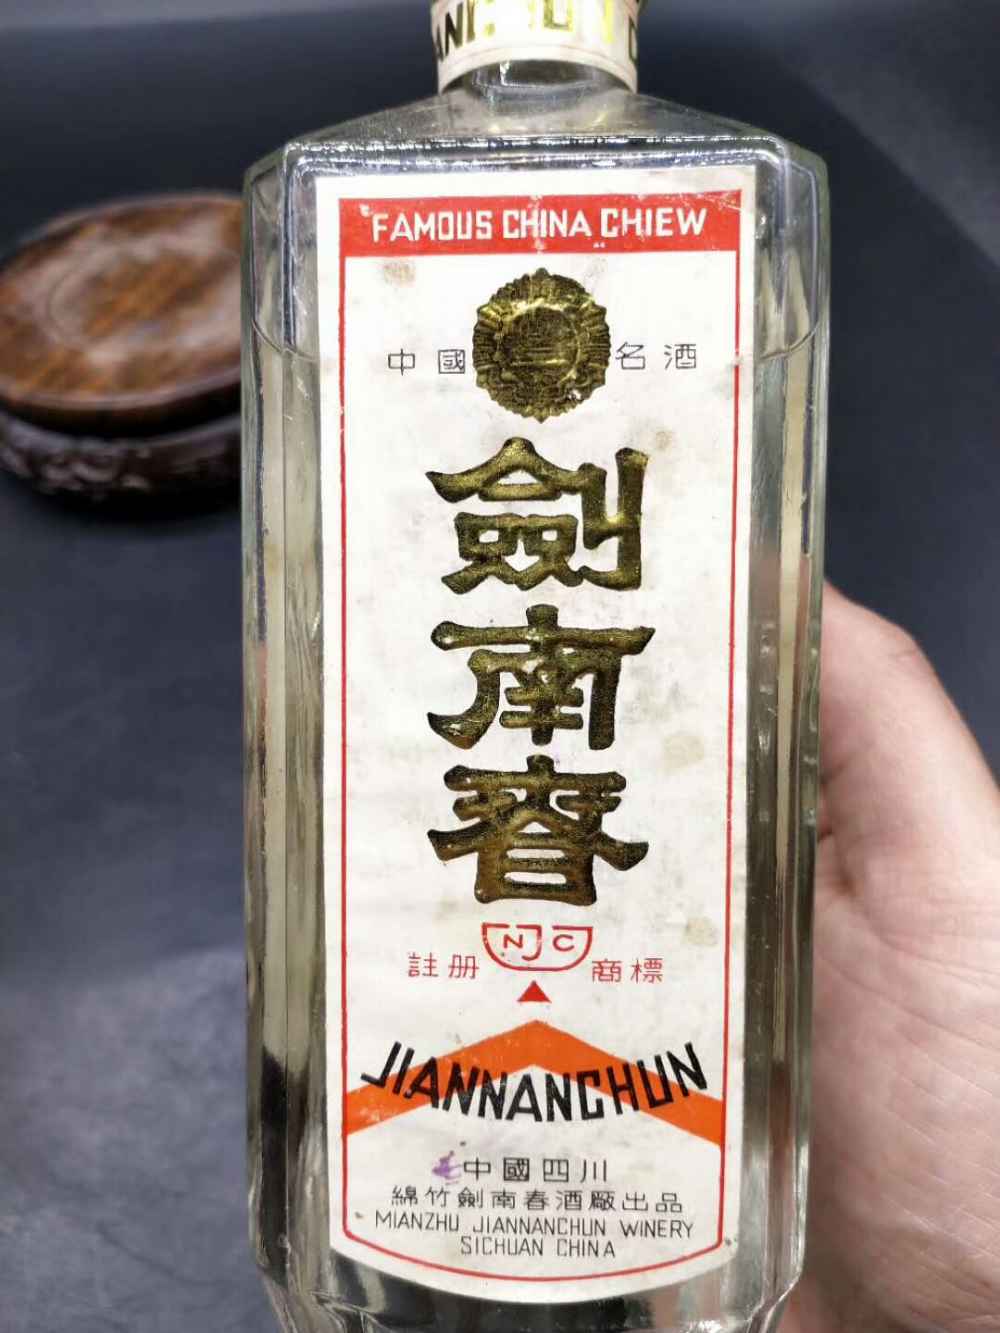 FAMOUS CHINA CHIEW
中國 名酒
劍南春
NJC
註册 商標
JIANNANCHUN
中國四川
綿竹劍南春酒廠出品
MIANZHU JIANNANCHUN WINERY
SICHUAN CHINA